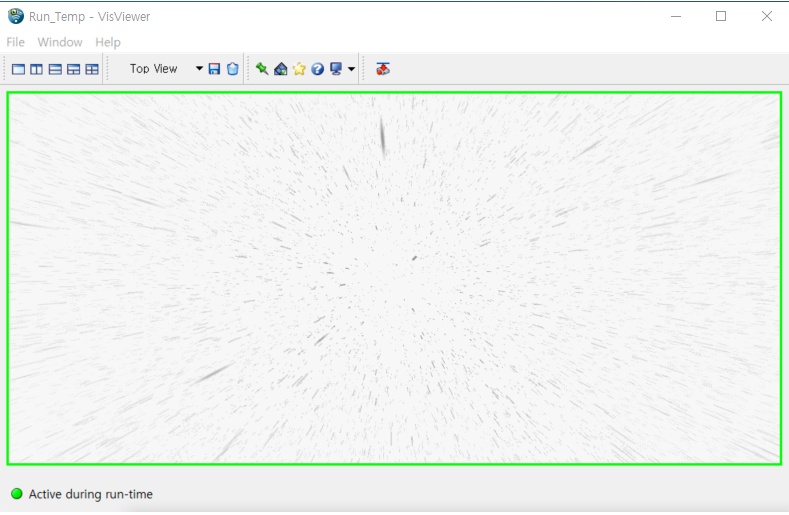 Run_Temp - VisViewer
File Window Help
Top View
Active during run-time